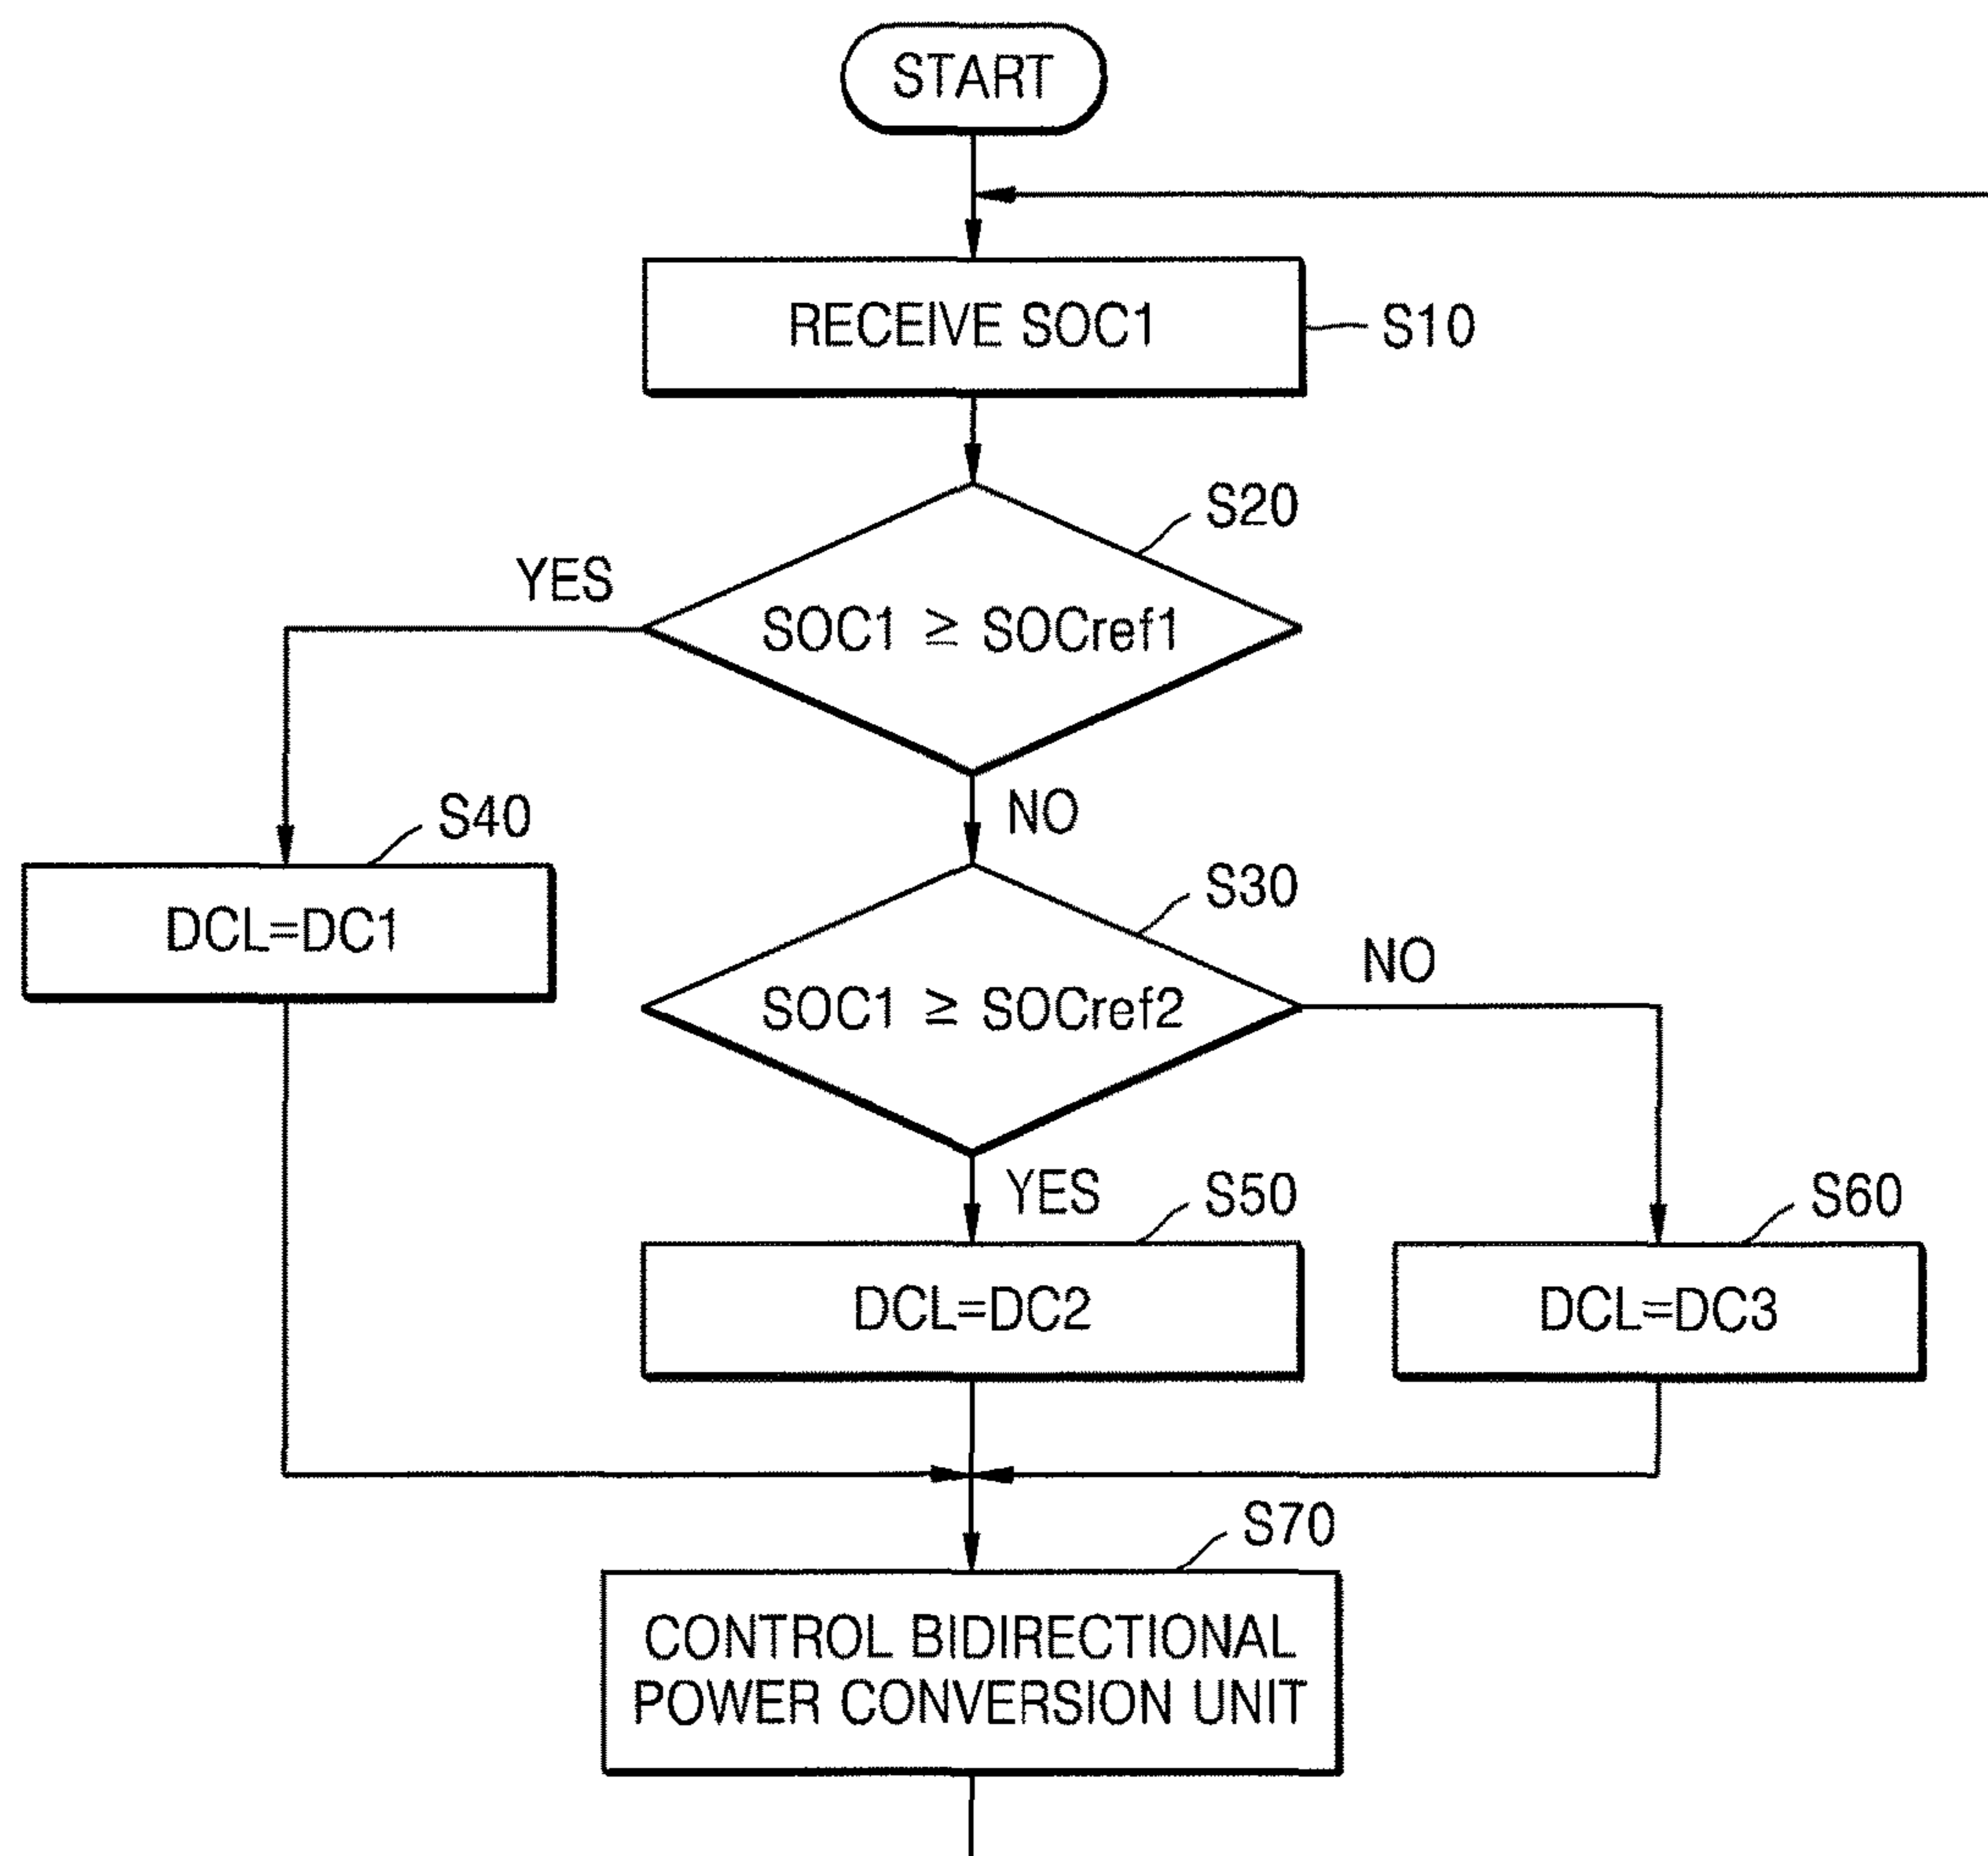 START
RECEIVE SOC1
S10
S20
YES
SOC1 ≥ SOCref1
NO
S40
DCL=DC1
S30
NO
SOC1 ≥ SOCref2
YES
S50
S60
DCL=DC2
DCL=DC3
S70
CONTROL BIDIRECTIONAL
POWER CONVERSION UNIT